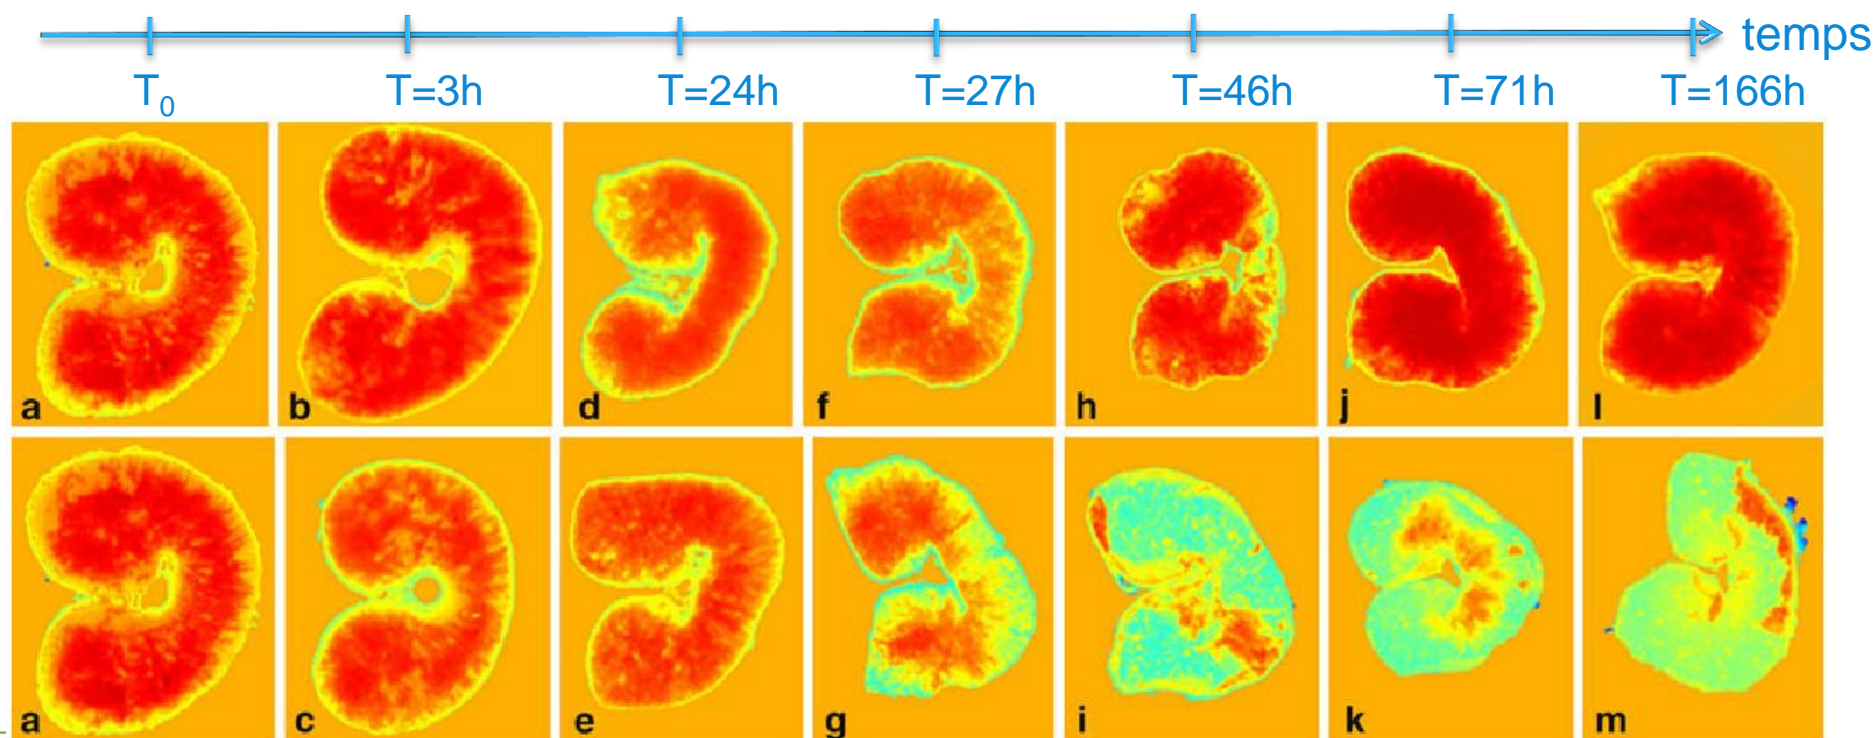 temps
T0 T=3h T=24h T=27h T=46h T=71h T=166h
a b d f h j l
a c e g i k m